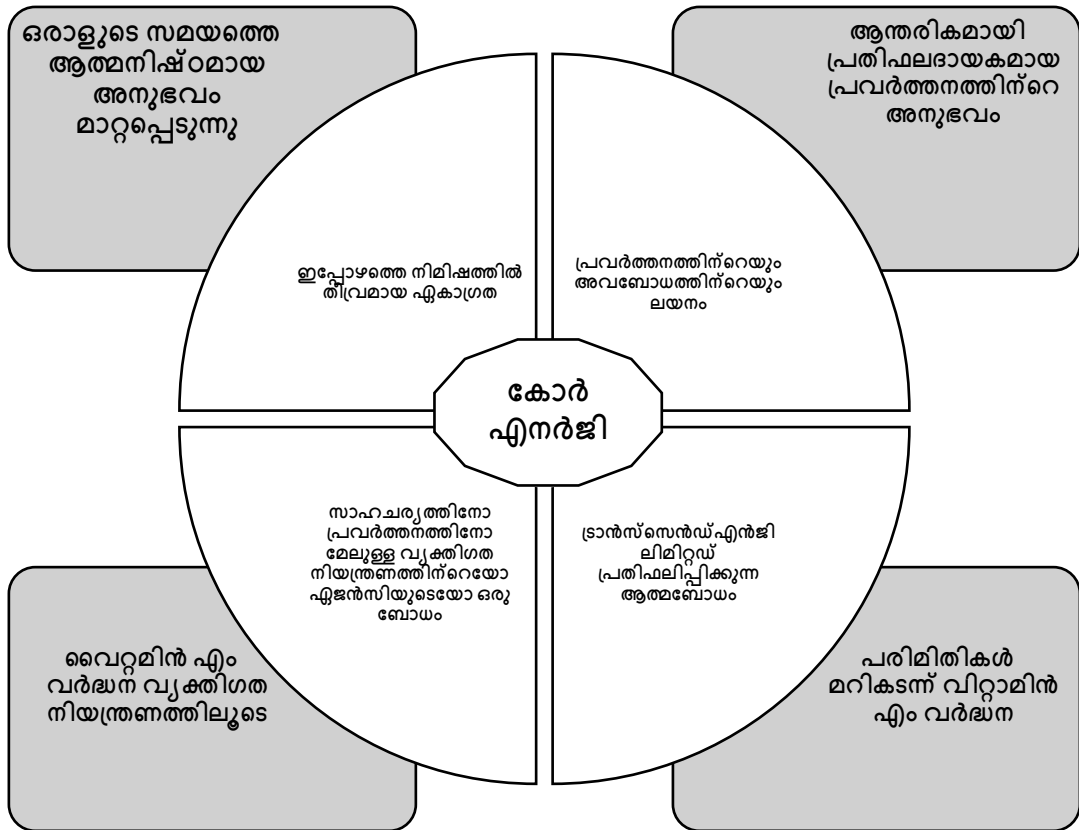 ഒരാളുടെ സമയത്തെ
ആത്മനിഷ്ഠമായ
അനുഭവം
മാറ്റപ്പെടുന്നു
ആന്തരികമായി
പ്രതിഫലദായകമായ
പ്രവർത്തനത്തിന്റെ
അനുഭവം
ഇപ്പോഴത്തെ നിമിഷത്തിൽ
തീവ്രമായ ഏകാഗ്രത
പ്രവർത്തനത്തിന്റെയും
അവബോധത്തിന്റെയും
ലയനം
കോർ
എനർജി
സാഹചര്യത്തിനോ
പ്രവർത്തനത്തിനോ
മേലുള്ള വ്യക്തിഗത
നിയന്ത്രണത്തിന്റെയോ
ഏജൻസിയുടെയോ ഒരു
ബോധം
ട്രാൻസ്സെൻഡ്എൻജി
ലിമിറ്റഡ്
പ്രതിഫലിപ്പിക്കുന്ന
ആത്മബോധം
വൈറ്റമിൻ എം
വർദ്ധന വ്യക്തിഗത
നിയന്ത്രണത്തിലൂടെ
പരിമിതികൾ
മറികടന്ന് വിറ്റാമിൻ
എം വർദ്ധന